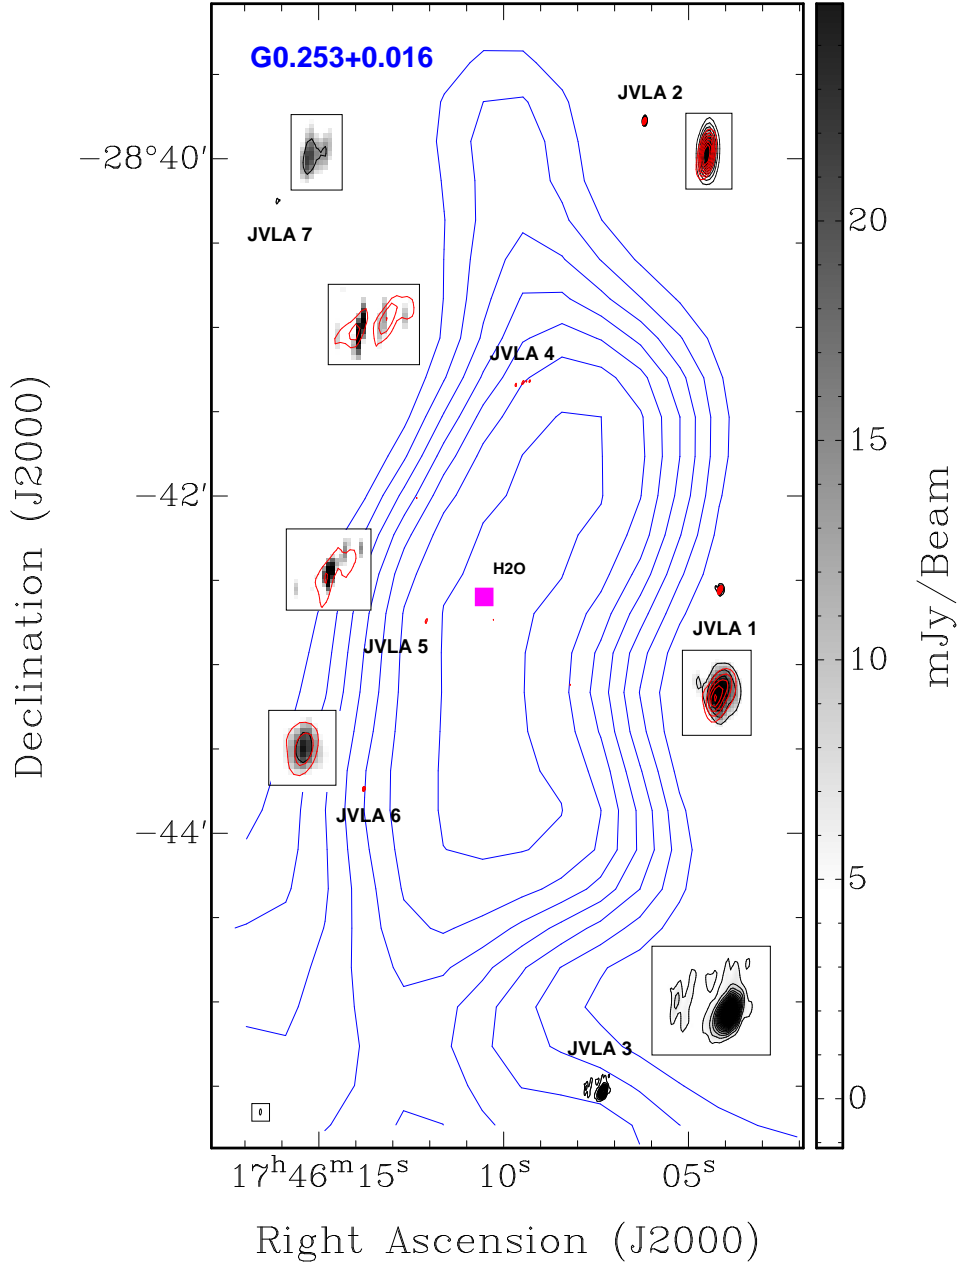 G0.253+0.016
JVLA 2
−28°40′
JVLA 7
20
JVLA 4
15
−42′
H2O
JVLA 1
JVLA 5
10
JVLA 6
−44′
5
JVLA 3
0
17ʰ46ᵐ15ˢ
10ˢ
05ˢ
Right Ascension (J2000)
Declination (J2000)
mJy/Beam